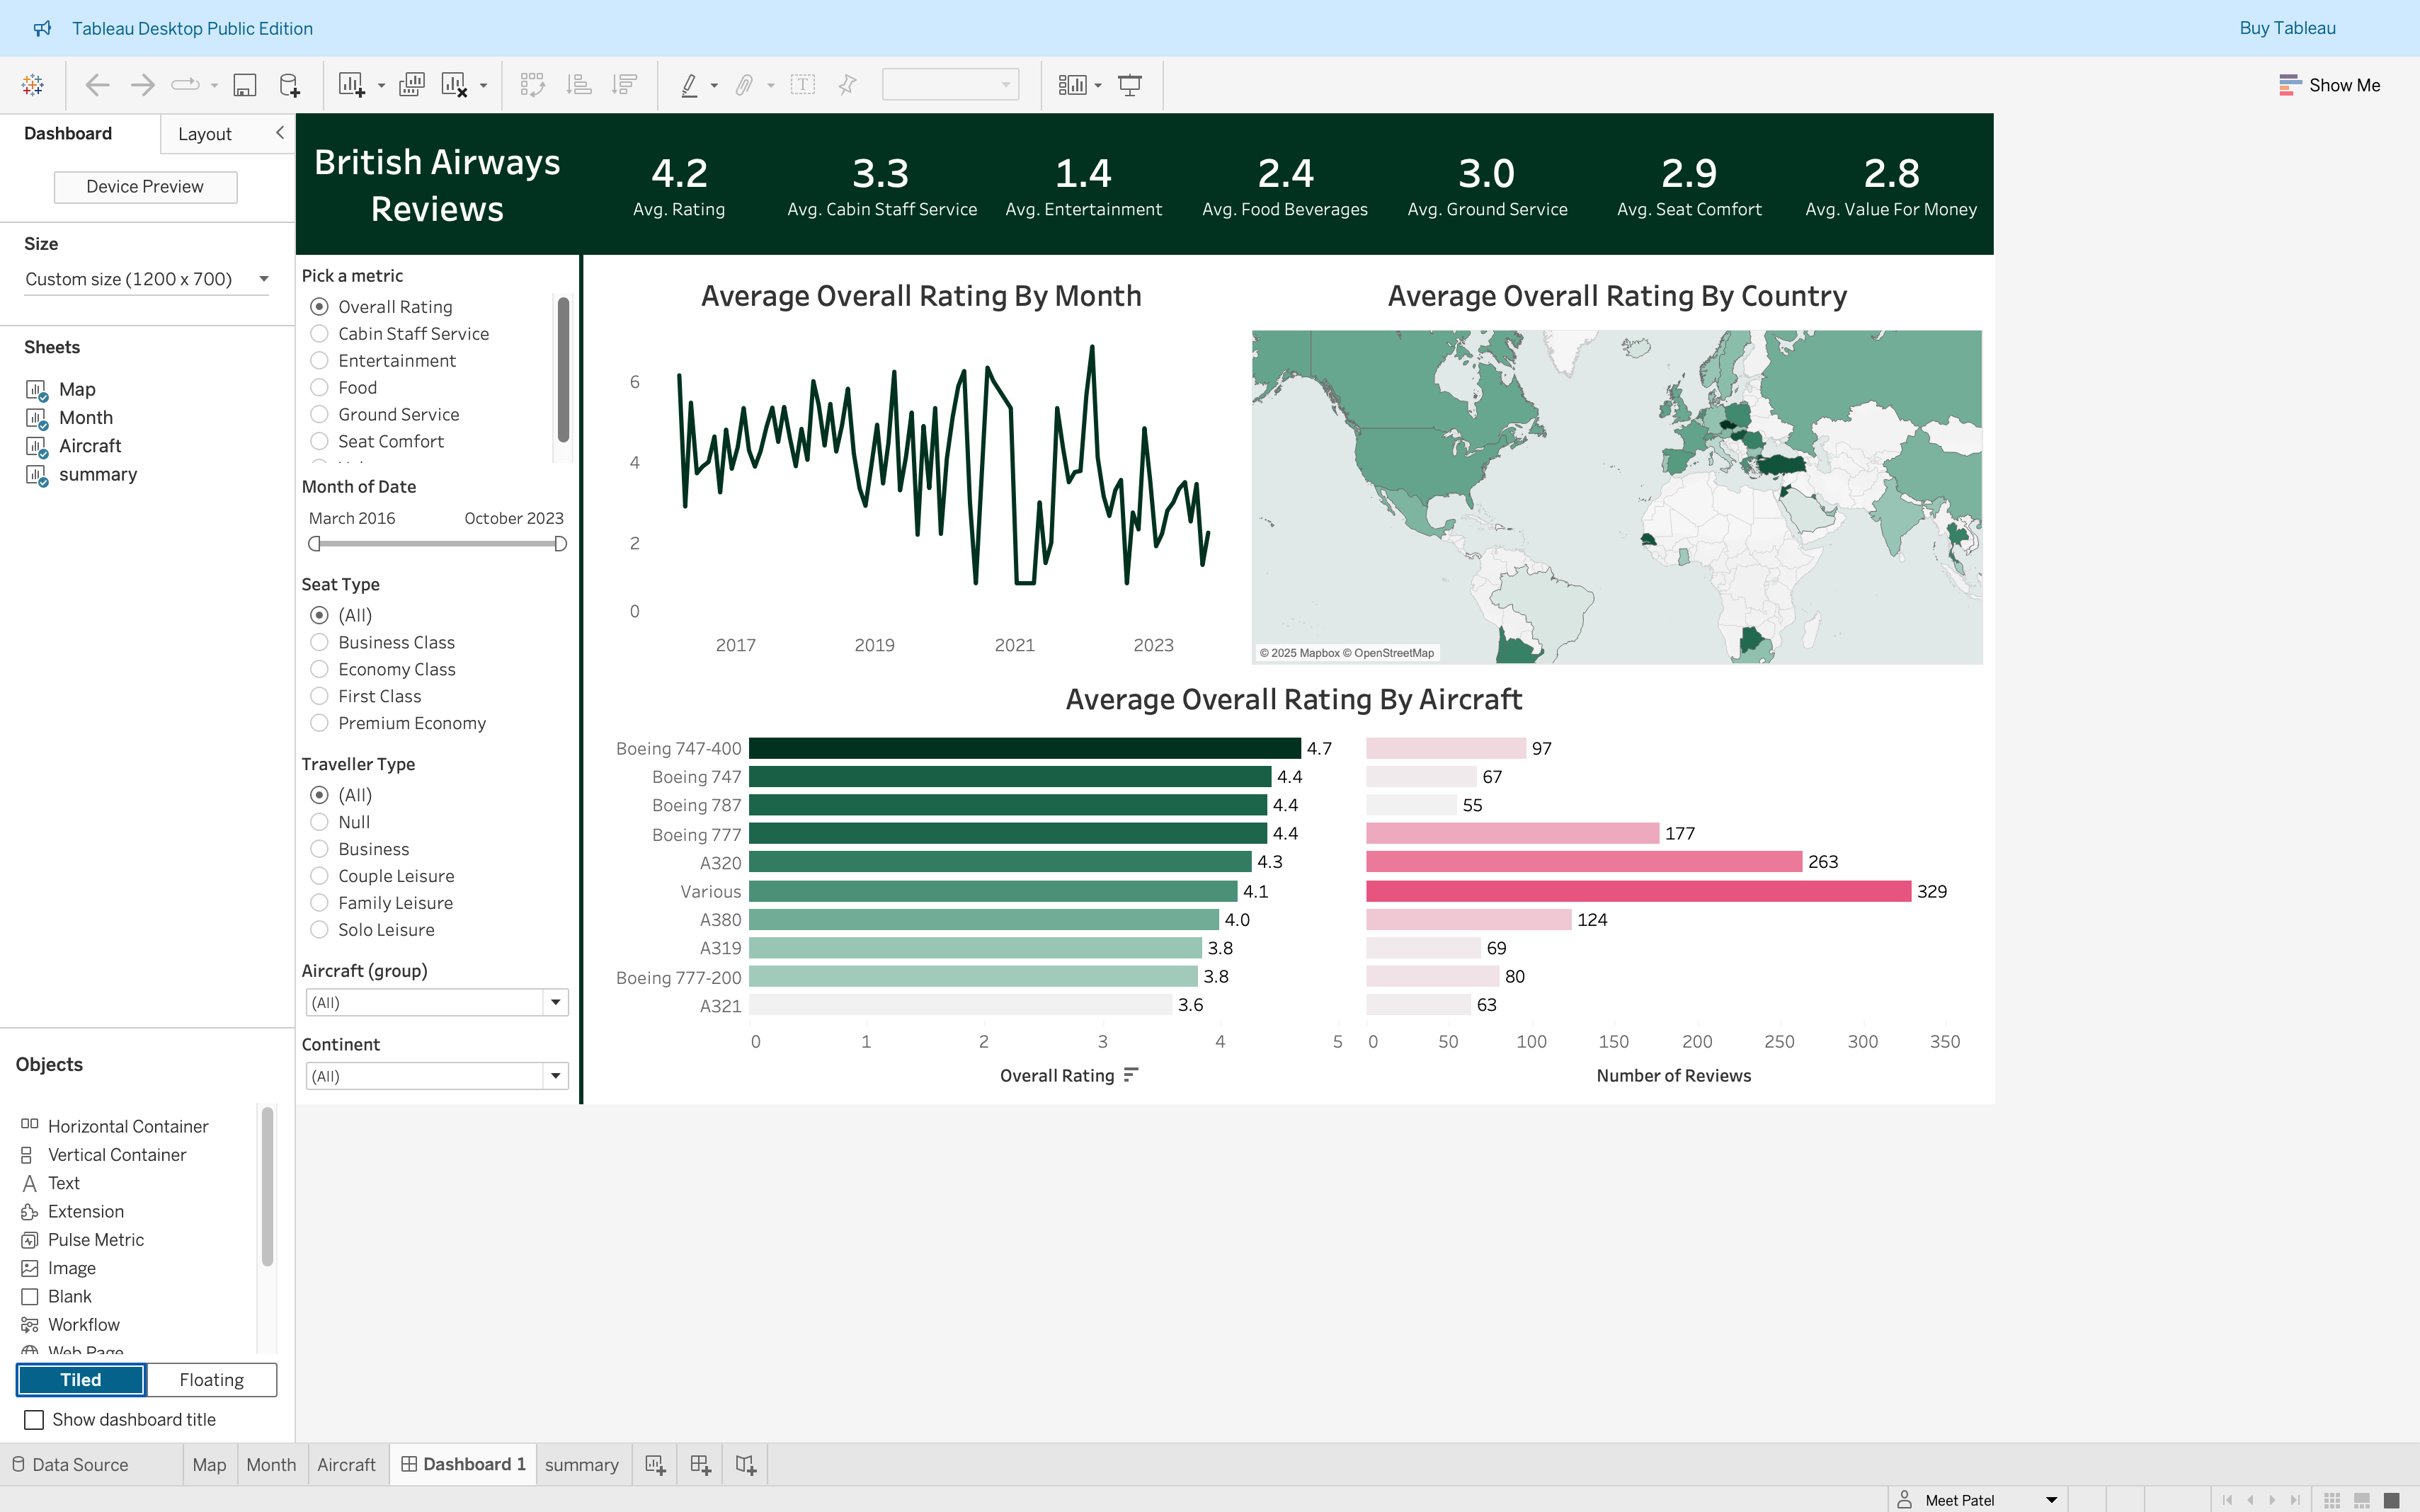 Tableau Desktop Public Edition
Buy Tableau
Show Me
Dashboard
Layout
Device Preview
Size
Custom size (1200 x 700)
Sheets
Map
Month
Aircraft
summary
Objects
Horizontal Container
Vertical Container
Text
Extension
Pulse Metric
Image
Blank
Workflow
Web Page
Tiled
Floating
Show dashboard title
British Airways
Reviews
4.2
Avg. Rating
3.3
Avg. Cabin Staff Service
1.4
Avg. Entertainment
2.4
Avg. Food Beverages
3.0
Avg. Ground Service
2.9
Avg. Seat Comfort
2.8
Avg. Value For Money
Pick a metric
Overall Rating
Cabin Staff Service
Entertainment
Food
Ground Service
Seat Comfort
Month of Date
March 2016
October 2023
Seat Type
(All)
Business Class
Economy Class
First Class
Premium Economy
Traveller Type
(All)
Null
Business
Couple Leisure
Family Leisure
Solo Leisure
Aircraft (group)
(All)
Continent
(All)
Average Overall Rating By Month
6
4
2
0
2017
2019
2021
2023
Average Overall Rating By Country
© 2025 Mapbox © OpenStreetMap
Average Overall Rating By Aircraft
Boeing 747-400 4.7 97
Boeing 747 4.4 67
Boeing 787 4.4 55
Boeing 777 4.4 177
A320 4.3 263
Various 4.1 329
A380 4.0 124
A319 3.8 69
Boeing 777-200 3.8 80
A321 3.6 63
0 1 2 3 4 5
0 50 100 150 200 250 300 350
Overall Rating
Number of Reviews
Data Source
Map
Month
Aircraft
Dashboard 1
summary
Meet Patel